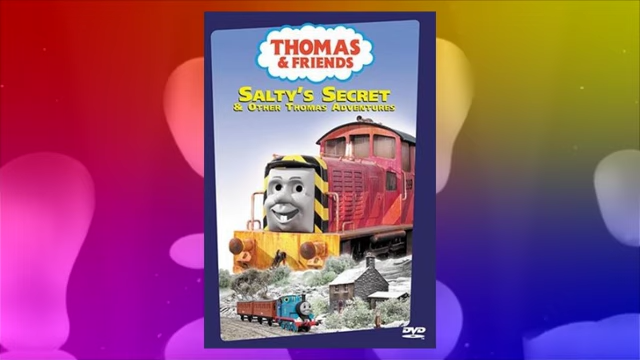 THOMAS
& FRIENDS
SALTY'S SECRET
& OTHER THOMAS ADVENTURES
DVD